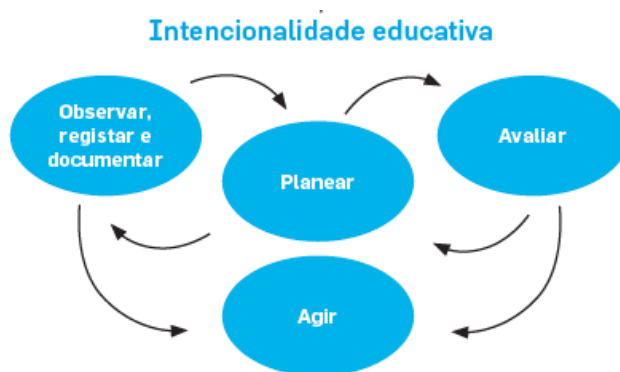 Intencionalidade educativa
Observar,
registar e
documentar
Planear
Avaliar
Agir